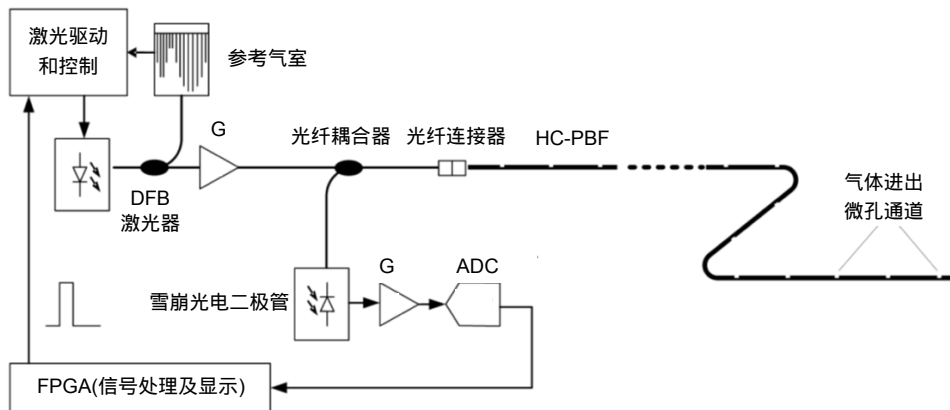 激光驱动
和控制
参考气室
G
光纤耦合器
光纤连接器
HC-PBF
DFB
激光器
气体进出
微孔通道
G
ADC
雪崩光电二极管
FPGA(信号处理及显示)